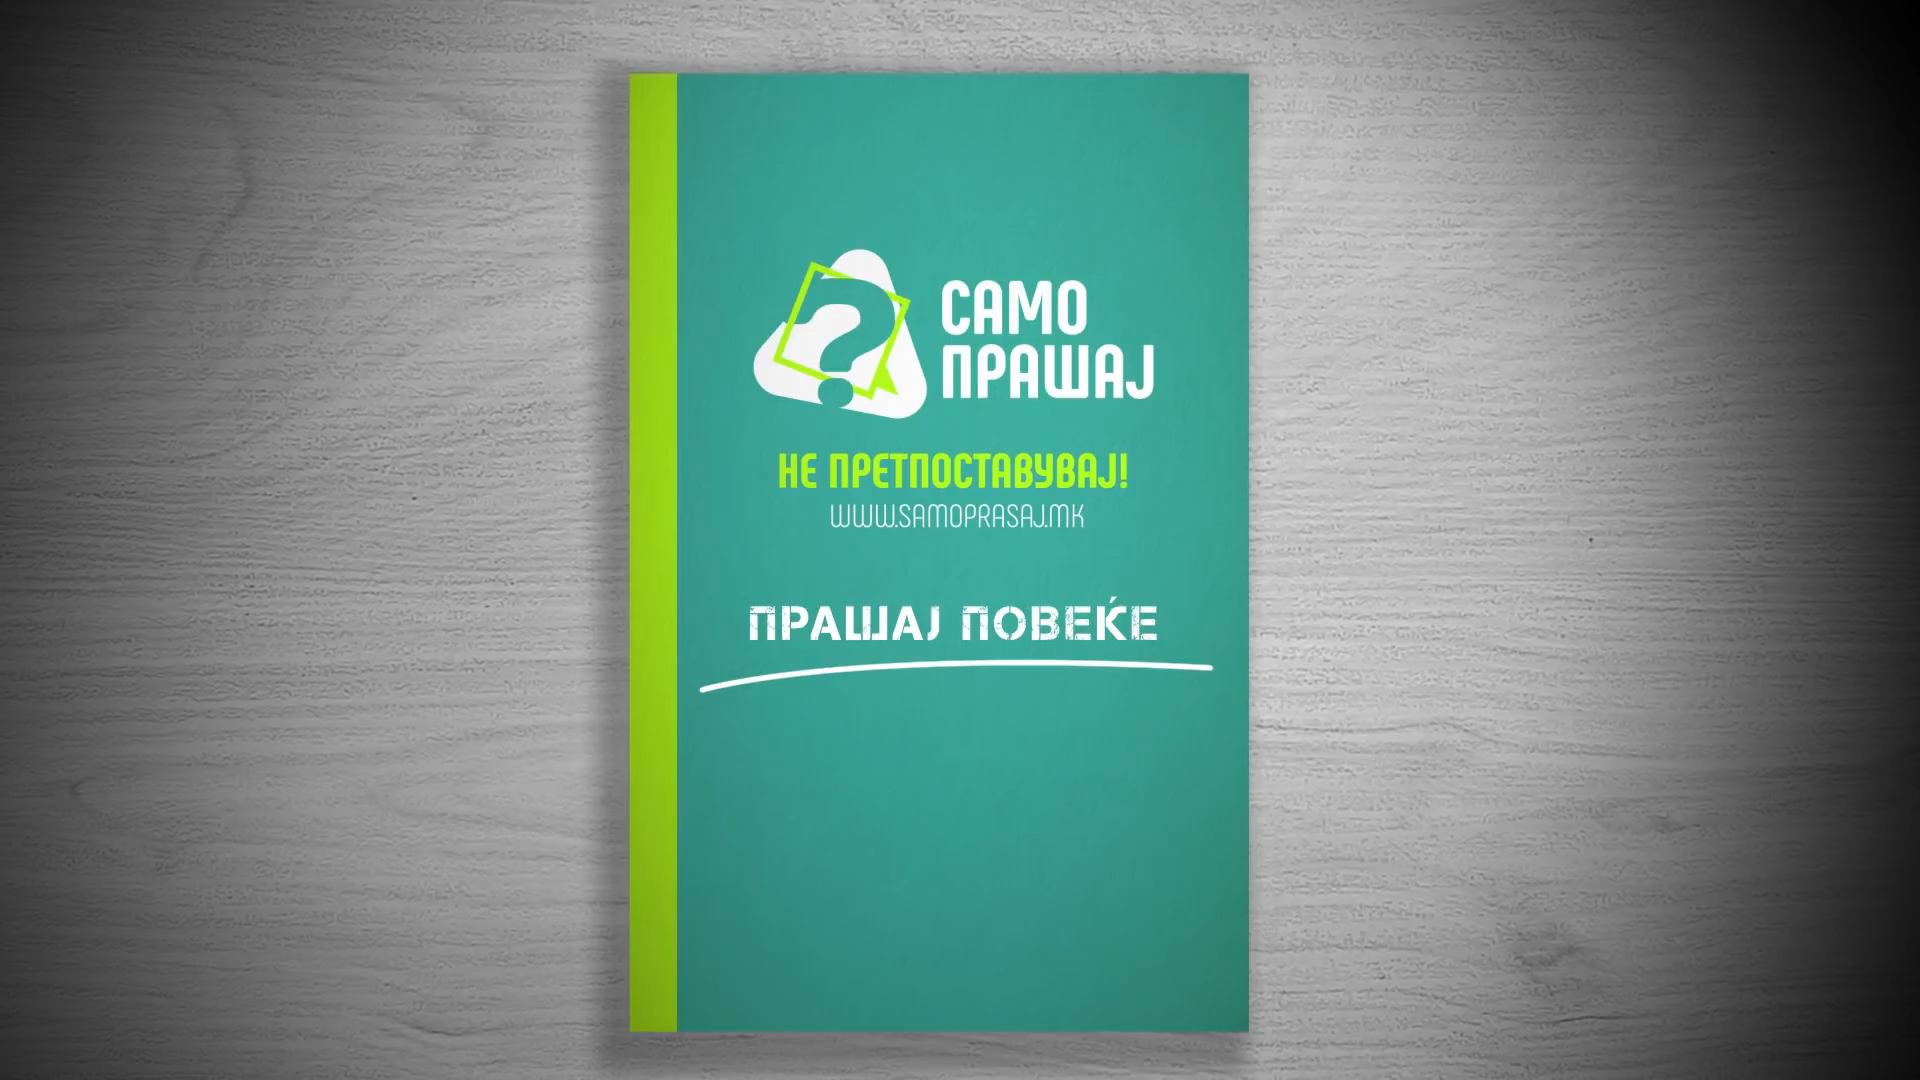 САМО
ПРАШАЈ
НЕ ПРЕТПОСТАВУВАЈ!
WWW.SAMOPRASAJ.MK
ПРАШАЈ ПОВЕЌЕ